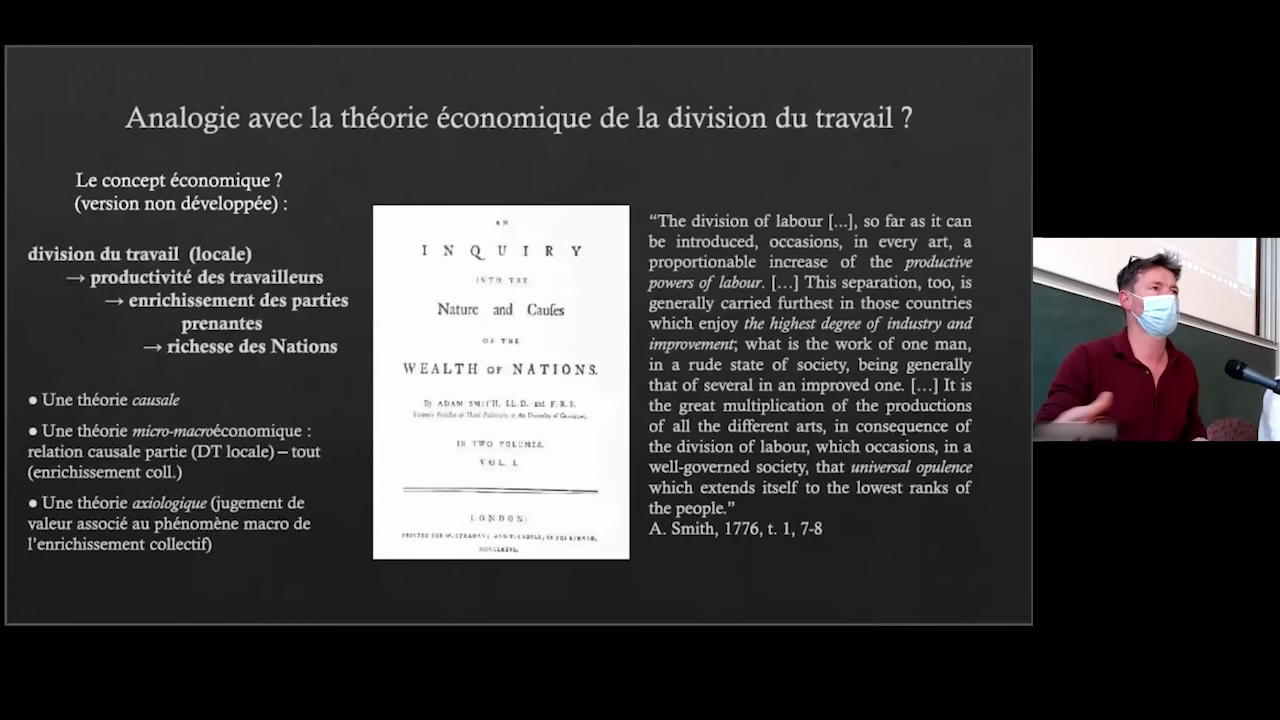 Analogie avec la théorie économique de la division du travail ?
Le concept économique ?
(version non développée) :
division du travail (locale)
→ productivité des travailleurs
→ enrichissement des parties
prenantes
→ richesse des Nations
● Une théorie causale
● Une théorie micro-macroéconomique :
relation causale partie (DT locale) – tout
(enrichissement coll.)
● Une théorie axiologique (jugement de
valeur associé au phénomène macro de
l’enrichissement collectif)
AN
INQUIRY
INTO THE
Nature and Caufes
OF THE
WEALTH OF NATIONS.
By ADAM SMITH, LL.D. and F.R.S.
IN TWO VOLUMES.
VOL. I.
LONDON:
“The division of labour [...], so far as it can
be introduced, occasions, in every art, a
proportionable increase of the productive
powers of labour. [...] This separation, too, is
generally carried furthest in those countries
which enjoy the highest degree of industry and
improvement; what is the work of one man,
in a rude state of society, being generally
that of several in an improved one. [...] It is
the great multiplication of the productions
of all the different arts, in consequence of
the division of labour, which occasions, in a
well-governed society, that universal opulence
which extends itself to the lowest ranks of
the people.”
A. Smith, 1776, t. 1, 7-8